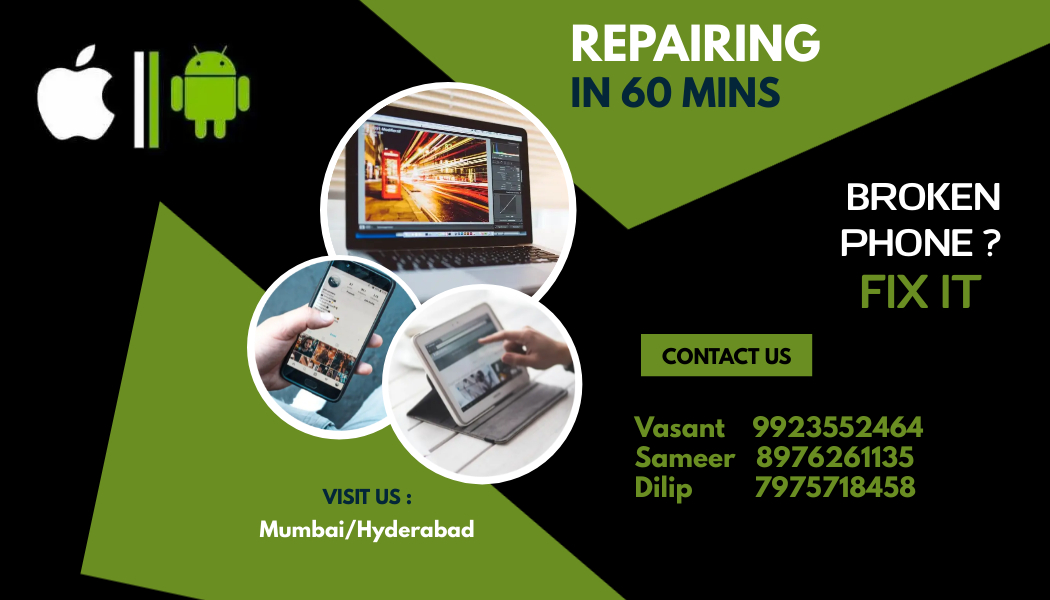 REPAIRING
IN 60 MINS
BROKEN
PHONE ?
FIX IT
CONTACT US
Vasant 9923552464
Sameer 8976261135
Dilip 7975718458
VISIT US :
Mumbai/Hyderabad